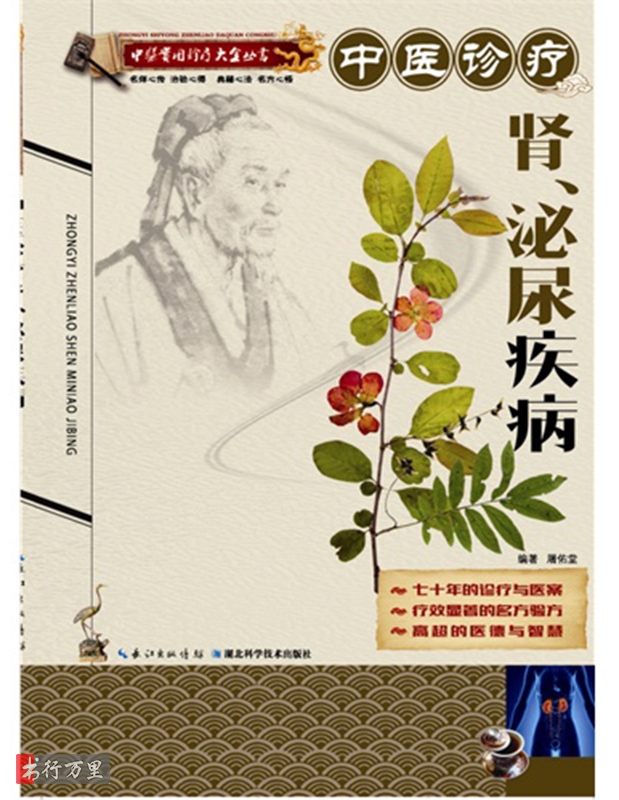 ZHONGYI SHIYONG ZHENLIAO DAQUAN CONGSHU
中医实用诊疗大全丛书
名师心传 治验心得 典籍心法 名方心悟
中医诊疗
肾、泌尿疾病
ZHONGYI ZHENLIAO SHEN MINIAO JIBING
编著 屠佑堂
七十年的诊疗与医案
疗效显著的名方验方
高超的医德与智慧
长江出版传媒 湖北科学技术出版社
书行万里